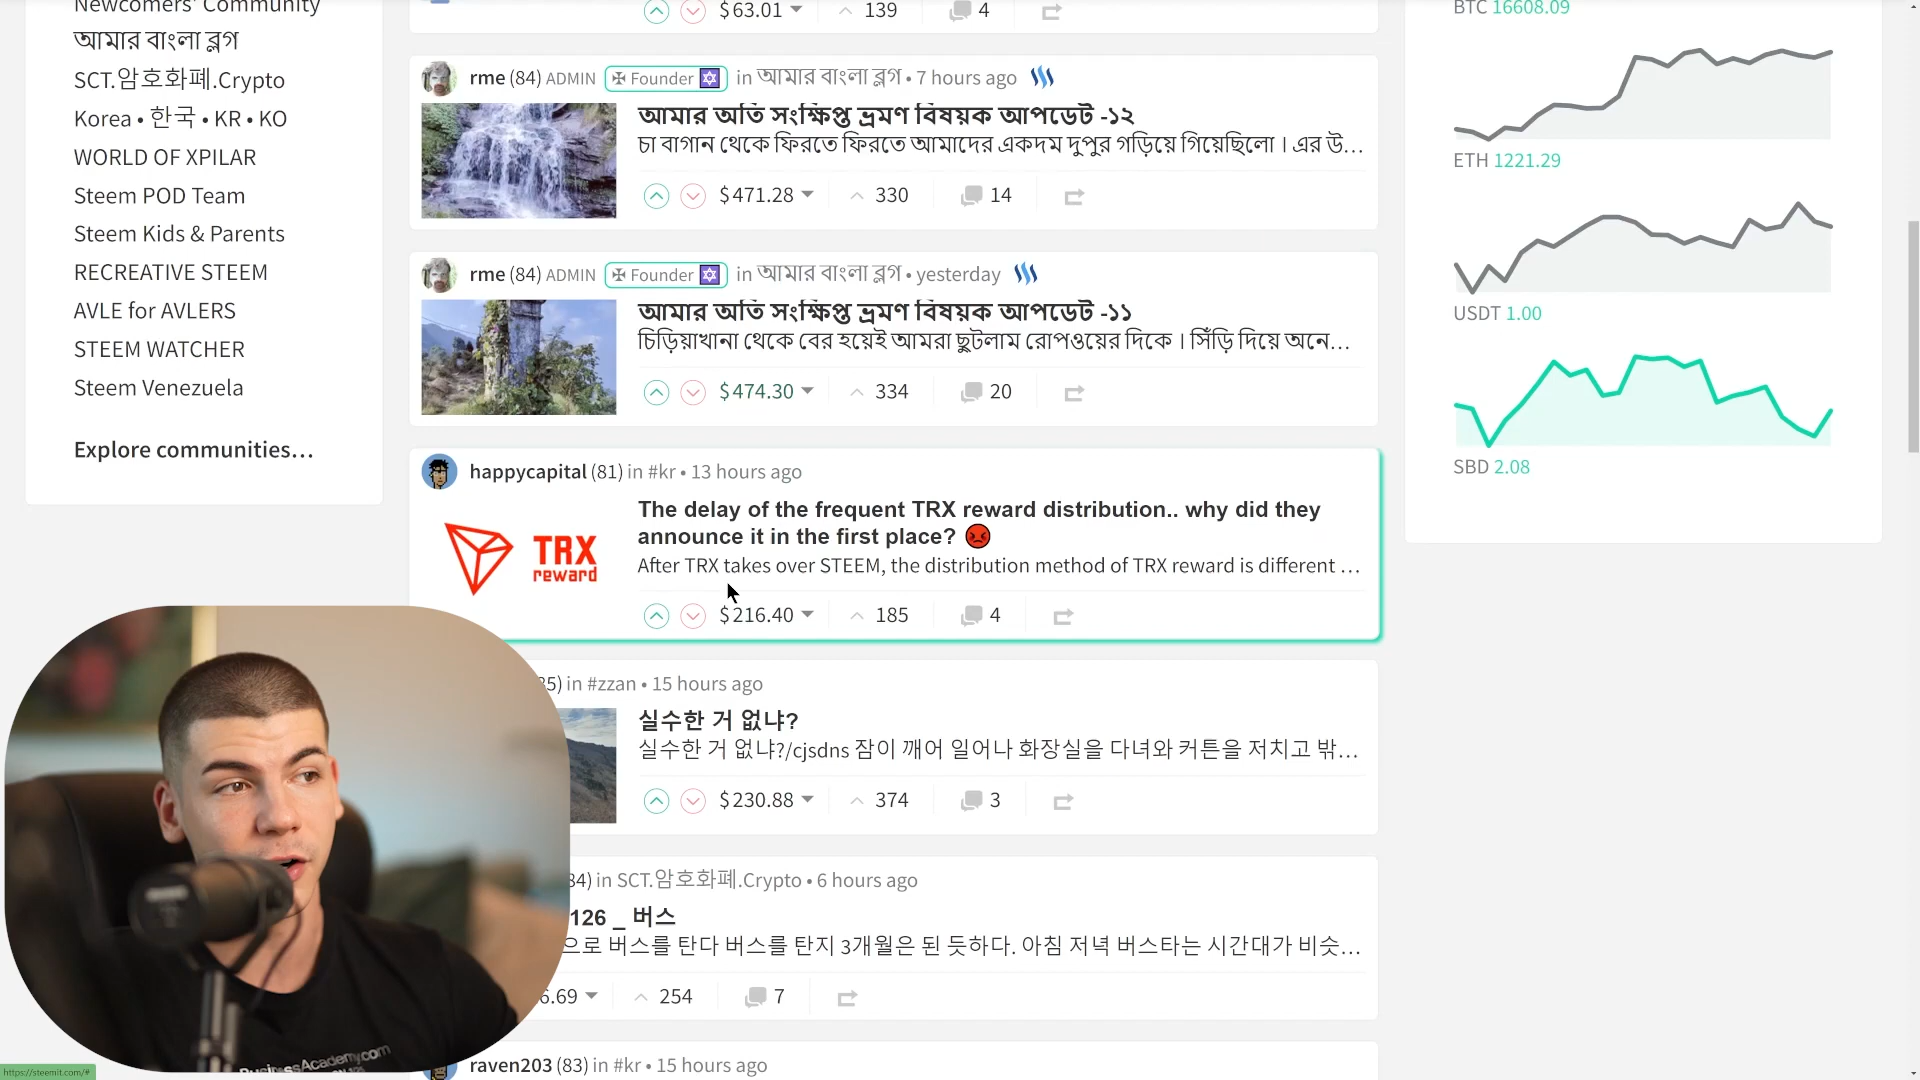 Newcomers' Community
আমার বাংলা ব্লগ
SCT.암호화폐.Crypto
Korea • 한국 • KR • KO
WORLD OF XPILAR
Steem POD Team
Steem Kids & Parents
RECREATIVE STEEM
AVLE for AVLERS
STEEM WATCHER
Steem Venezuela
Explore communities...
$63.01 139 4
rme (84) ADMIN Founder in আমার বাংলা ব্লগ • 7 hours ago
আমার অতি সংক্ষিপ্ত ভ্রমণ বিষয়ক আপডেট -১২
চা বাগান থেকে ফিরতে ফিরতে আমাদের একদম দুপুর গড়িয়ে গিয়েছিলো । এর উ...
$471.28 330 14
rme (84) ADMIN Founder in আমার বাংলা ব্লগ • yesterday
আমার অতি সংক্ষিপ্ত ভ্রমণ বিষয়ক আপডেট -১১
চিড়িয়াখানা থেকে বের হয়েই আমরা ছুটলাম রোপওয়ের দিকে । সিঁড়ি দিয়ে অনে...
$474.30 334 20
happycapital (81) in #kr • 13 hours ago
TRX
reward
The delay of the frequent TRX reward distribution.. why did they
announce it in the first place? 😡
After TRX takes over STEEM, the distribution method of TRX reward is different ...
$216.40 185 4
85) in #zzan • 15 hours ago
실수한 거 없냐?
실수한 거 없냐?/cjsdns 잠이 깨어 일어나 화장실을 다녀와 커튼을 저치고 밖...
$230.88 374 3
84) in SCT.암호화폐.Crypto • 6 hours ago
126 _ 버스
으로 버스를 탄다 버스를 탄지 3개월은 된 듯하다. 아침 저녁 버스타는 시간대가 비슷...
6.69 254 7
raven203 (83) in #kr • 15 hours ago
BTC 16608.09
ETH 1221.29
USDT 1.00
SBD 2.08
BusinessAcademy.com
https://steemit.com/#